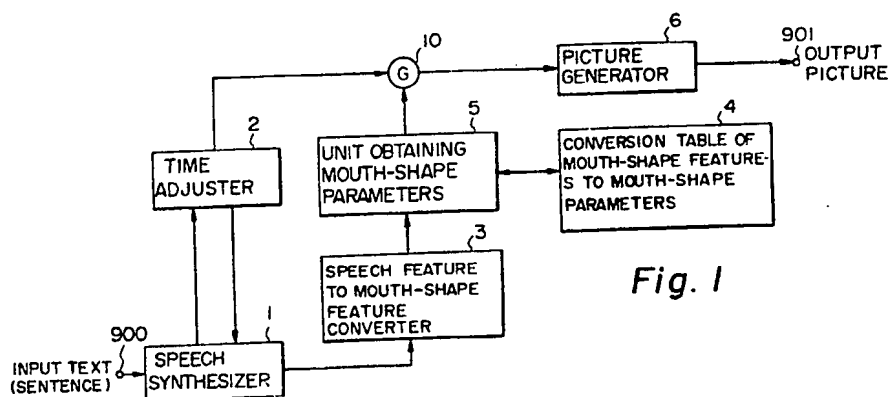 10
G
6
PICTURE
GENERATOR
901
OUTPUT
PICTURE
2
TIME
ADJUSTER
5
UNIT OBTAINING
MOUTH-SHAPE
PARAMETERS
4
CONVERSION TABLE OF
MOUTH-SHAPE FEATURE-
S TO MOUTH-SHAPE
PARAMETERS
3
SPEECH FEATURE
TO MOUTH-SHAPE
FEATURE
CONVERTER
Fig. 1
900
INPUT TEXT
(SENTENCE)
1
SPEECH
SYNTHESIZER